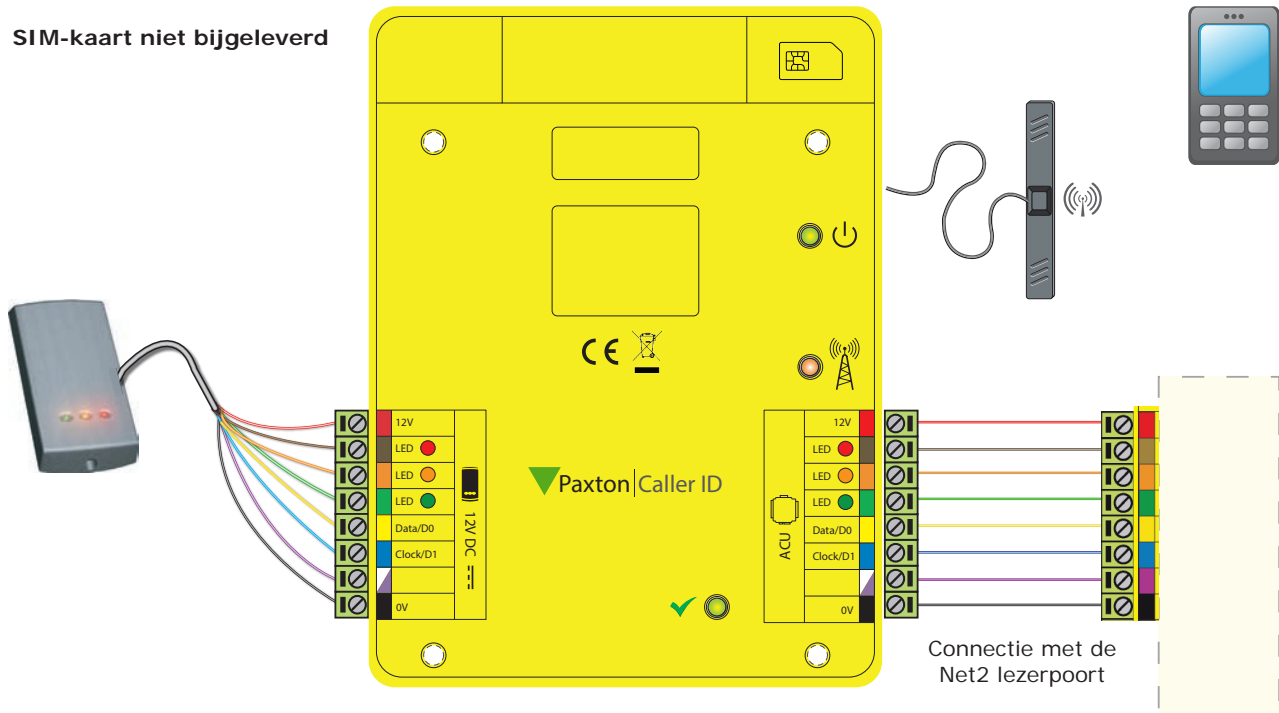 SIM-kaart niet bijgeleverd
12V
LED
LED
LED
Data/D0
Clock/D1
0V
12V DC
CE
Paxton Caller ID
12V
LED
LED
LED
Data/D0
Clock/D1
0V
ACU
Connectie met de
Net2 lezerpoort